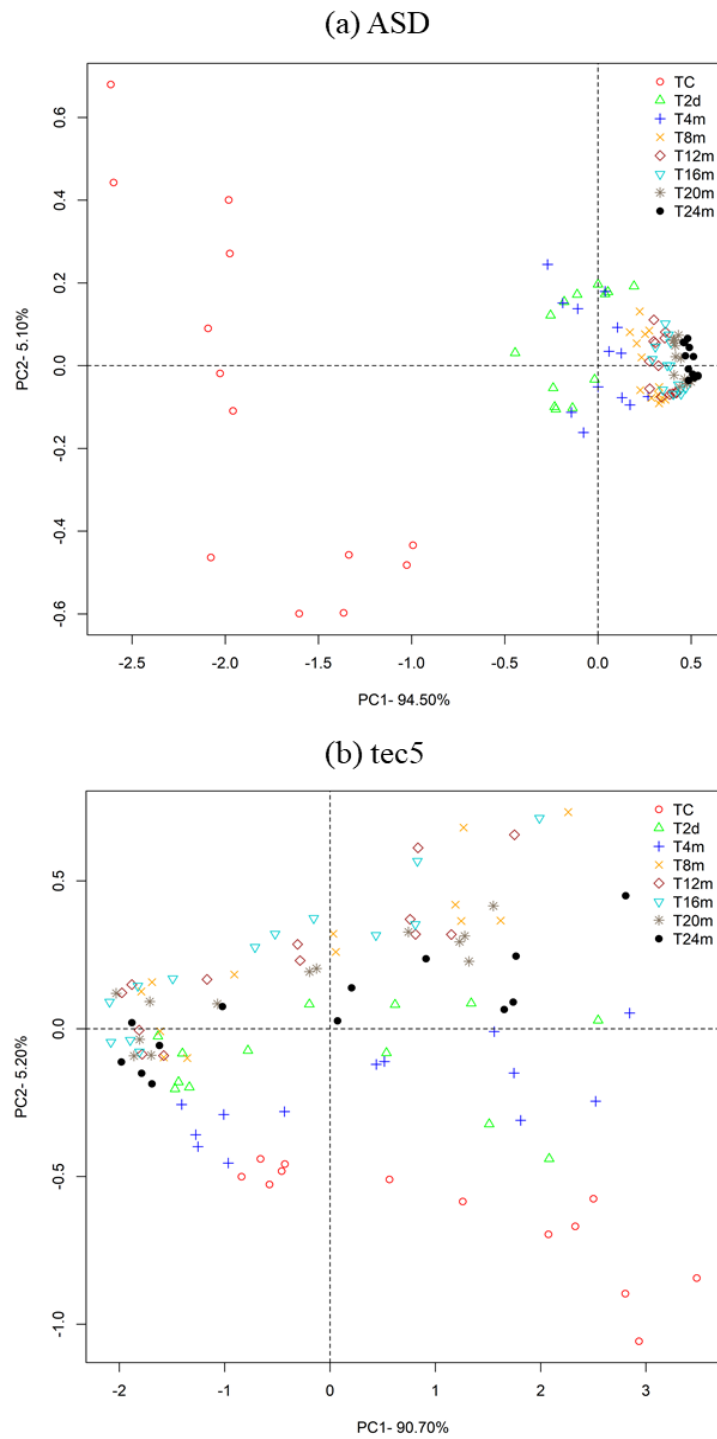 (a) ASD
TC
T2d
T4m
T8m
T12m
T16m
T20m
T24m
0.6
0.4
0.2
0.0
-0.2
-0.4
-0.6
PC2- 5.10%
-2.5 -2.0 -1.5 -1.0 -0.5 0.0 0.5
PC1- 94.50%
(b) tec5
TC
T2d
T4m
T8m
T12m
T16m
T20m
T24m
0.5
0.0
-0.5
-1.0
PC2- 5.20%
-2 -1 0 1 2 3
PC1- 90.70%